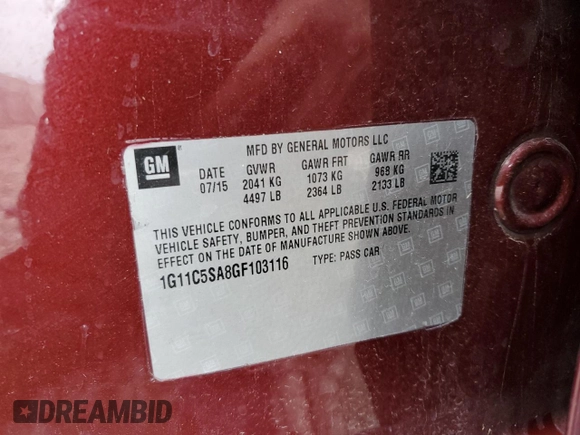 MFD BY GENERAL MOTORS LLC
GM
DATE GVWR GAWR FRT GAWR RR
07/15 2041 KG 1073 KG 968 KG
4497 LB 2364 LB 2133 LB
THIS VEHICLE CONFORMS TO ALL APPLICABLE U.S. FEDERAL MOTOR
VEHICLE SAFETY, BUMPER, AND THEFT PREVENTION STANDARDS IN
EFFECT ON THE DATE OF MANUFACTURE SHOWN ABOVE.
1G11C5SA8GF103116 TYPE: PASS CAR
DREAMBID